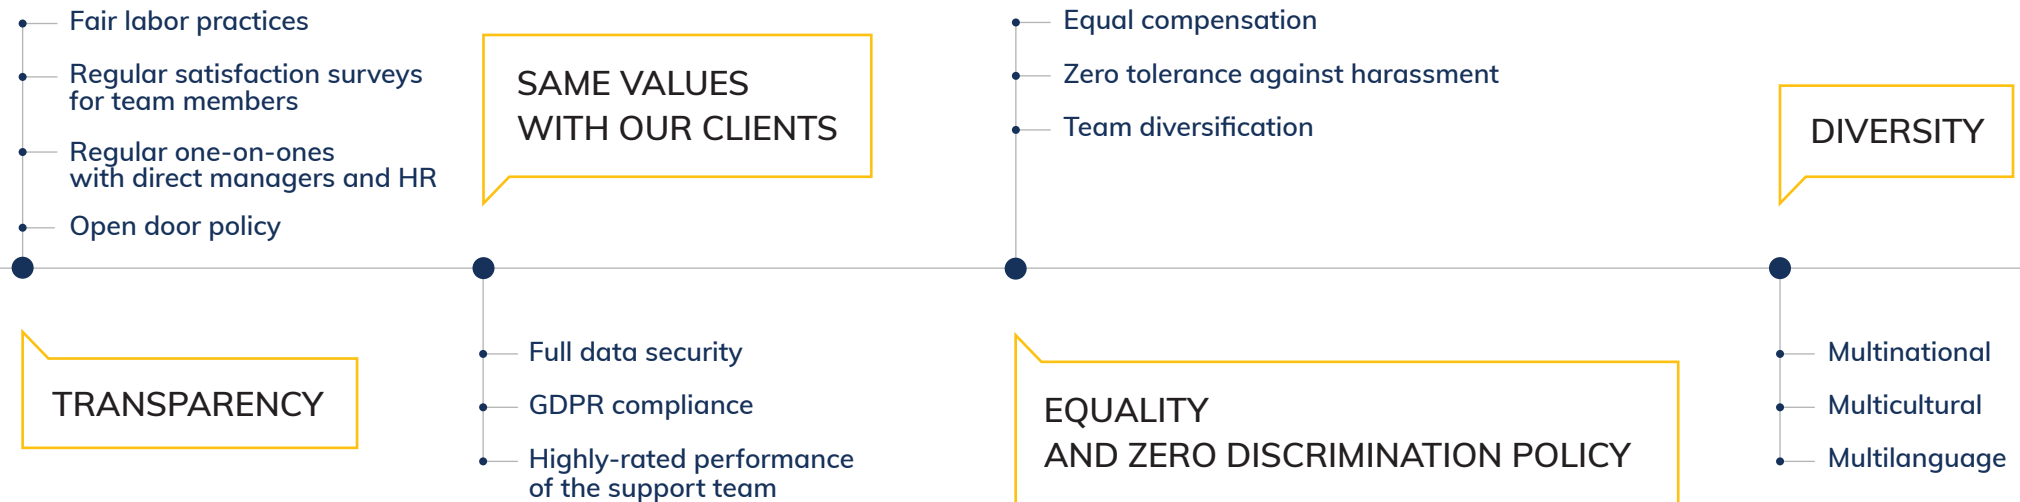 Fair labor practices
Regular satisfaction surveys
for team members
Regular one-on-ones
with direct managers and HR
Open door policy
TRANSPARENCY
SAME VALUES
WITH OUR CLIENTS
Full data security
GDPR compliance
Highly-rated performance
of the support team
Equal compensation
Zero tolerance against harassment
Team diversification
EQUALITY
AND ZERO DISCRIMINATION POLICY
DIVERSITY
Multinational
Multicultural
Multilanguage